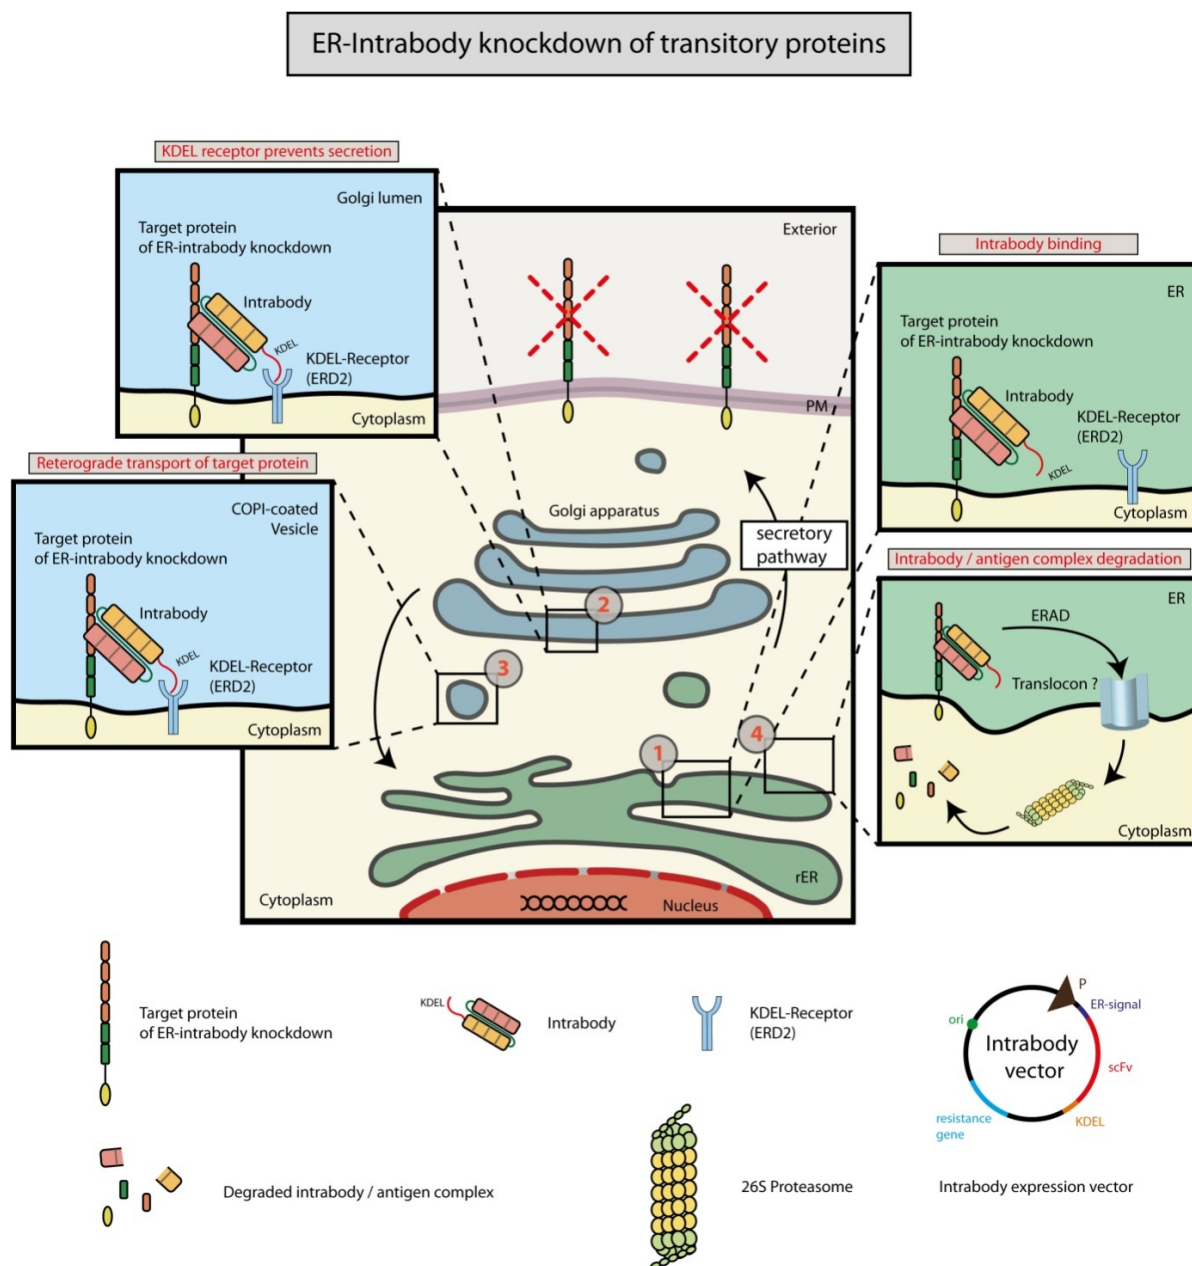 ER-Intrabody knockdown of transitory proteins
KDEL receptor prevents secretion
Golgi lumen
Target protein
of ER-intrabody knockdown
Intrabody
KDEL
KDEL-Receptor
(ERD2)
Cytoplasm
Reterograde transport of target protein
COPI-coated
Vesicle
Target protein
of ER-intrabody knockdown
Intrabody
KDEL
KDEL-Receptor
(ERD2)
Cytoplasm
Exterior
PM
Golgi apparatus
secretory
pathway
2
3
1
4
rER
Cytoplasm
Nucleus
Intrabody binding
ER
Target protein
of ER-intrabody knockdown
Intrabody
KDEL-Receptor
(ERD2)
KDEL
Cytoplasm
Intrabody / antigen complex degradation
ER
ERAD
Translocon ?
Cytoplasm
Target protein
of ER-intrabody knockdown
KDEL
Intrabody
KDEL-Receptor
(ERD2)
P
ER-signal
ori
Intrabody
vector
scFv
resistance
gene
KDEL
Degraded intrabody / antigen complex
26S Proteasome
Intrabody expression vector